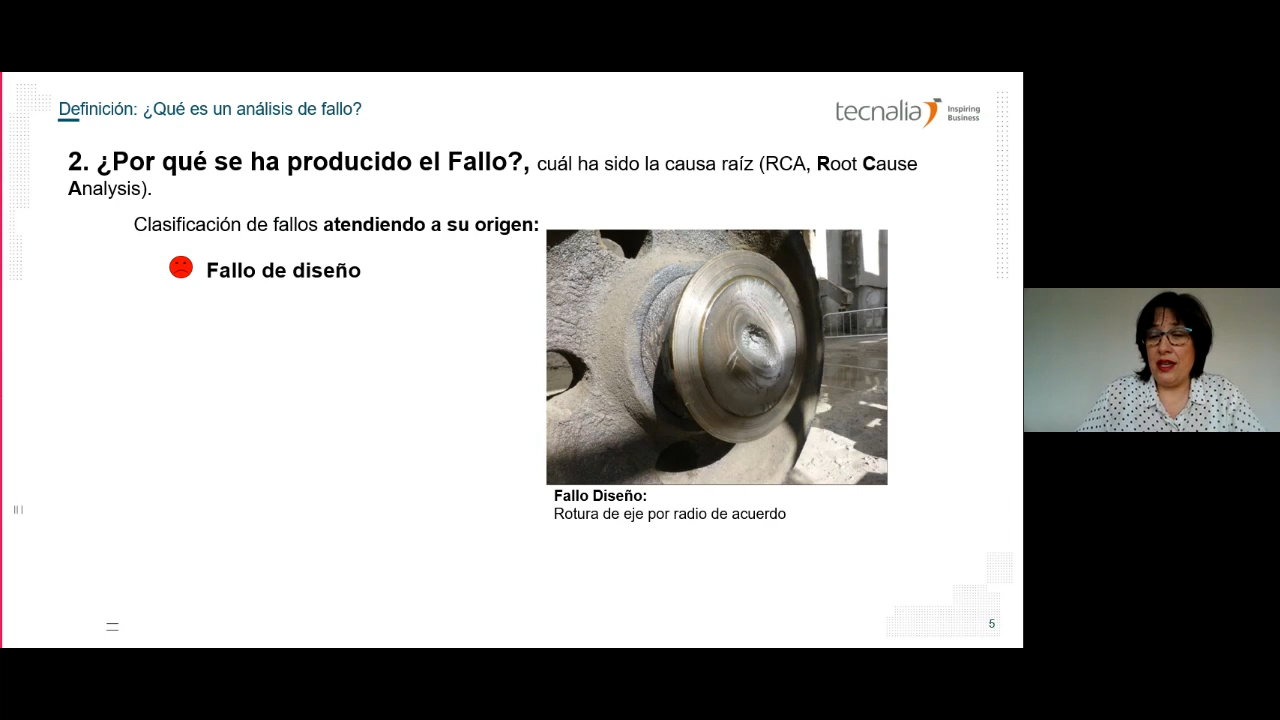 Definición: ¿Qué es un análisis de fallo?
tecnalia
Inspiring
Business
2. ¿Por qué se ha producido el Fallo?, cuál ha sido la causa raíz (RCA, Root Cause
Analysis).
Clasificación de fallos atendiendo a su origen:
Fallo de diseño
Fallo Diseño:
Rotura de eje por radio de acuerdo
5